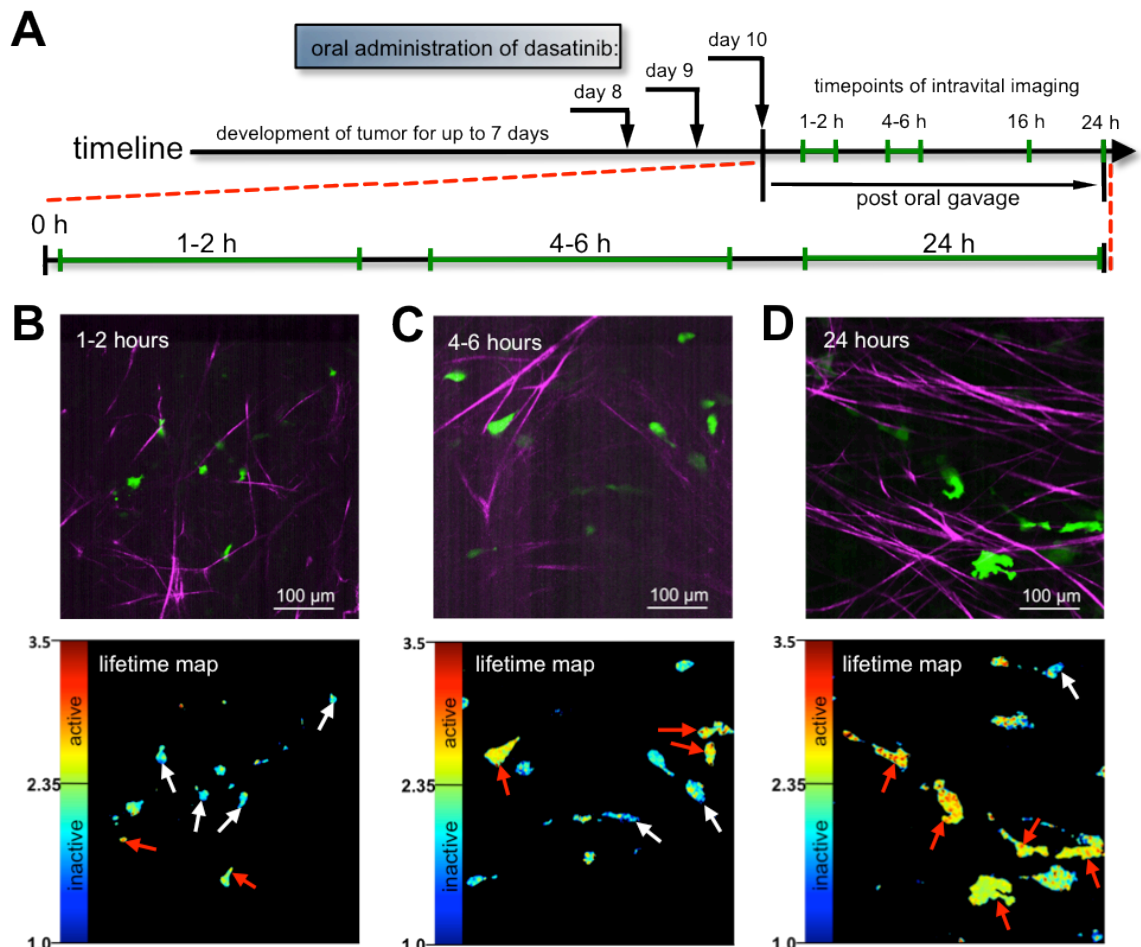 A
oral administration of dasatinib:
day 10
day 9
day 8
timepoints of intravital imaging
1-2 h
4-6 h
16 h
24 h
development of tumor for up to 7 days
timeline
post oral gavage
0 h
1-2 h
4-6 h
24 h
B
1-2 hours
100 µm
C
4-6 hours
100 µm
D
24 hours
100 µm
3.5
lifetime map
active
2.35
inactive
1.0
3.5
lifetime map
active
2.35
inactive
1.0
3.5
lifetime map
active
2.35
inactive
1.0